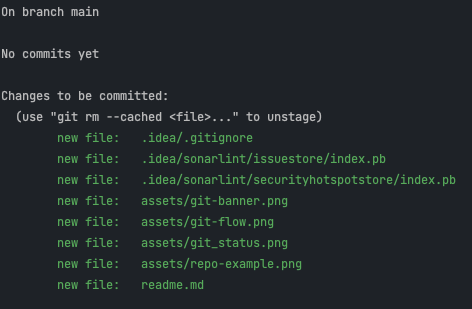 On branch main
No commits yet
Changes to be committed:
(use "git rm --cached <file>..." to unstage)
new file: .idea/.gitignore
new file: .idea/sonarlint/issuestore/index.pb
new file: .idea/sonarlint/securityhotspotstore/index.pb
new file: assets/git-banner.png
new file: assets/git-flow.png
new file: assets/git_status.png
new file: assets/repo-example.png
new file: readme.md